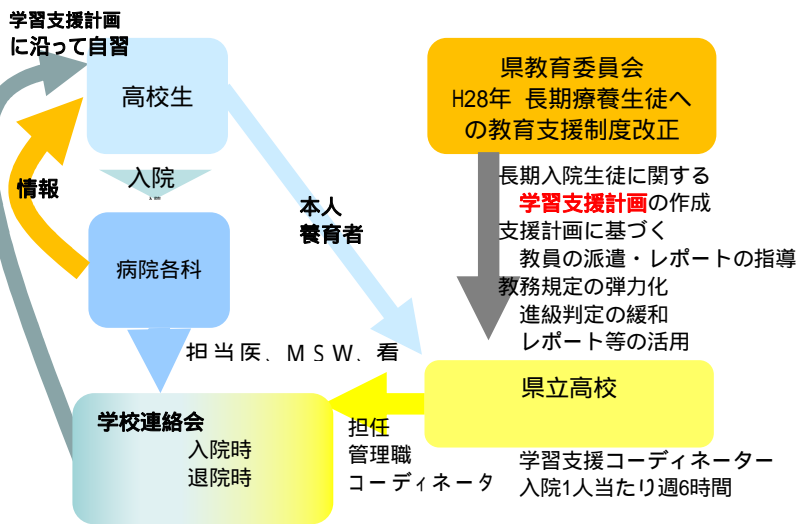 学習支援計画
に沿って自習
高校生
入院
情報
病院各科
本人
養育者
担当医、ＭＳＷ、看
学校連絡会
入院時
退院時
県教育委員会
H28年 長期療養生徒へ
の教育支援制度改正
長期入院生徒に関する
学習支援計画の作成
支援計画に基づく
教員の派遣・レポートの指導
教務規定の弾力化
進級判定の緩和
レポート等の活用
県立高校
担任
管理職
コーディネータ
学習支援コーディネーター
入院1人当たり週6時間